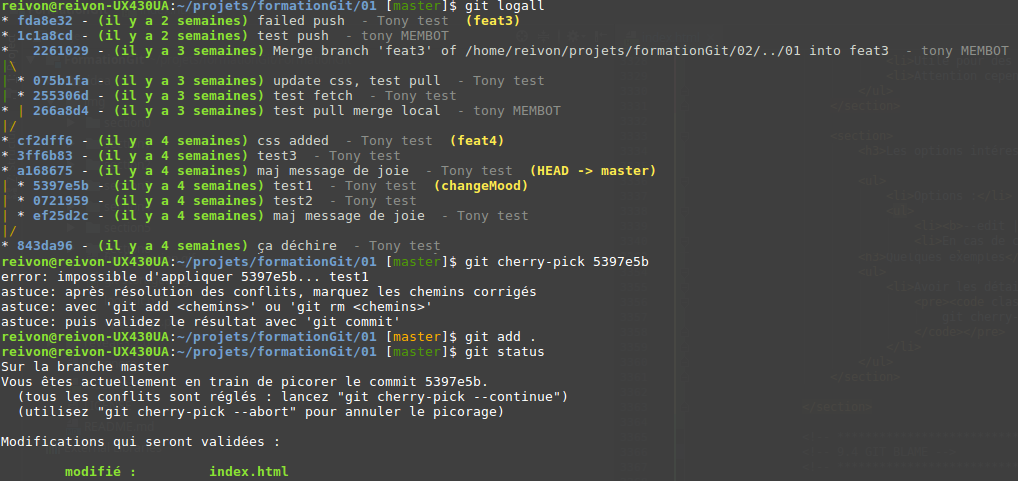 reivon@reivon-UX430UA:~/projets/formationGit/01 [master]$ git logall
* fda8e32 - (il y a 2 semaines) failed push - Tony test (feat3)
* 1c1a8cd - (il y a 2 semaines) test push - tony MEMBOT
*   2261029 - (il y a 3 semaines) Merge branch 'feat3' of /home/reivon/projets/formationGit/02/../01 into feat3 - tony MEMBOT
|\
| * 075b1fa - (il y a 3 semaines) update css, test pull - Tony test
| * 255306d - (il y a 3 semaines) test fetch - Tony test
* | 266a8d4 - (il y a 3 semaines) test pull merge local - tony MEMBOT
|/
* cf2dff6 - (il y a 4 semaines) css added - Tony test (feat4)
* 3ff6b83 - (il y a 4 semaines) test3 - Tony test
* a168675 - (il y a 4 semaines) maj message de joie - Tony test (HEAD -> master)
| * 5397e5b - (il y a 4 semaines) test1 - Tony test (changeMood)
| * 0721959 - (il y a 4 semaines) test2 - Tony test
| * ef25d2c - (il y a 4 semaines) maj message de joie - Tony test
|/
* 843da96 - (il y a 4 semaines) ça déchire - Tony test
reivon@reivon-UX430UA:~/projets/formationGit/01 [master]$ git cherry-pick 5397e5b
error: impossible d'appliquer 5397e5b... test1
astuce: après résolution des conflits, marquez les chemins corrigés
astuce: avec 'git add <chemins>' ou 'git rm <chemins>'
astuce: puis validez le résultat avec 'git commit'
reivon@reivon-UX430UA:~/projets/formationGit/01 [master]$ git add .
reivon@reivon-UX430UA:~/projets/formationGit/01 [master]$ git status
Sur la branche master
Vous êtes actuellement en train de picorer le commit 5397e5b.
  (tous les conflits sont réglés : lancez "git cherry-pick --continue")
  (utilisez "git cherry-pick --abort" pour annuler le picorage)
Modifications qui seront validées :
modifié :         index.html